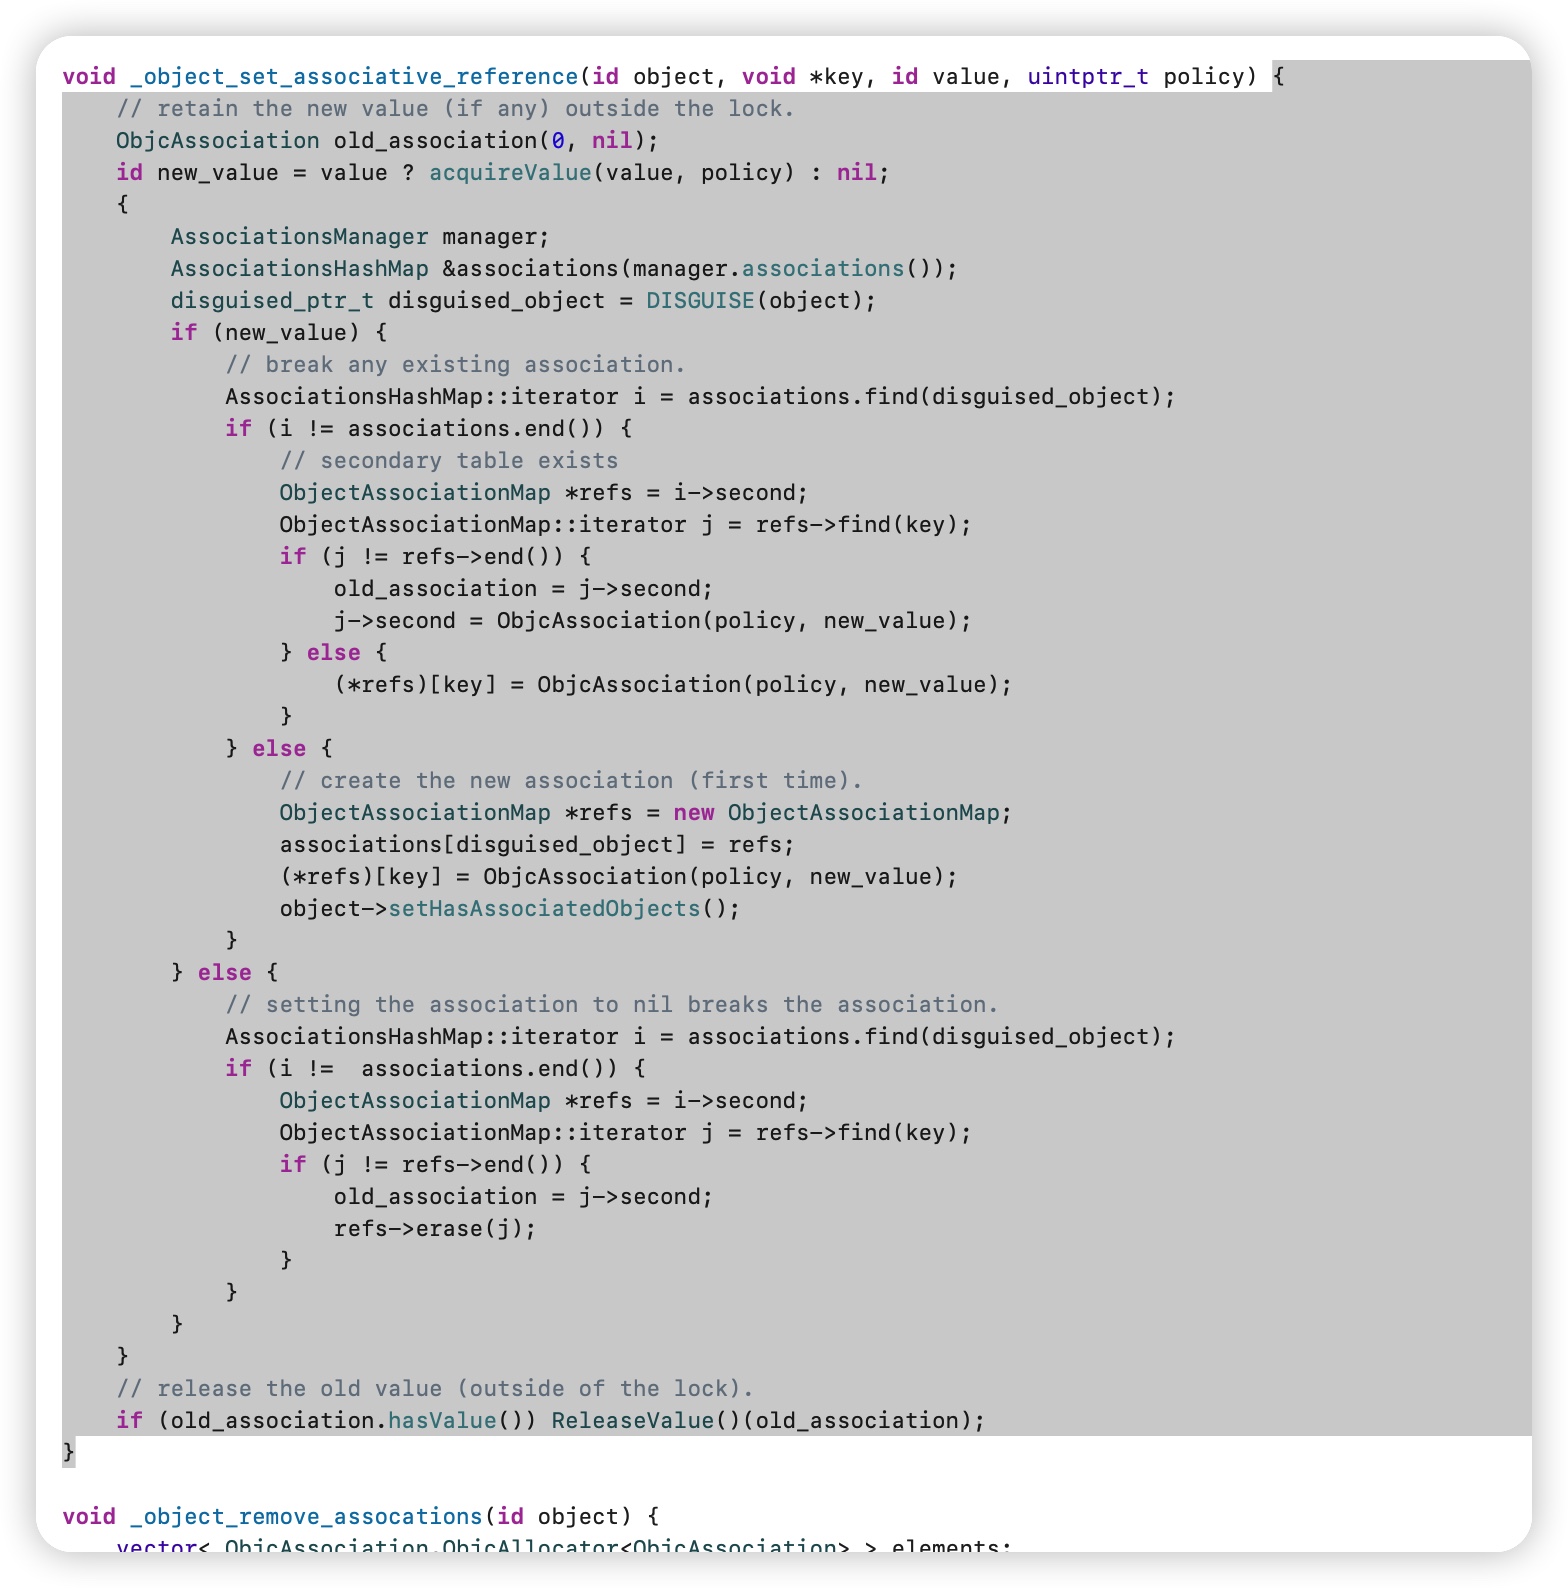 void _object_set_associative_reference(id object, void *key, id value, uintptr_t policy) {
    // retain the new value (if any) outside the lock.
    ObjcAssociation old_association(0, nil);
    id new_value = value ? acquireValue(value, policy) : nil;
    {
        AssociationsManager manager;
        AssociationsHashMap &associations(manager.associations());
        disguised_ptr_t disguised_object = DISGUISE(object);
        if (new_value) {
            // break any existing association.
            AssociationsHashMap::iterator i = associations.find(disguised_object);
            if (i != associations.end()) {
                // secondary table exists
                ObjectAssociationMap *refs = i->second;
                ObjectAssociationMap::iterator j = refs->find(key);
                if (j != refs->end()) {
                    old_association = j->second;
                    j->second = ObjcAssociation(policy, new_value);
                } else {
                    (*refs)[key] = ObjcAssociation(policy, new_value);
                }
            } else {
                // create the new association (first time).
                ObjectAssociationMap *refs = new ObjectAssociationMap;
                associations[disguised_object] = refs;
                (*refs)[key] = ObjcAssociation(policy, new_value);
                object->setHasAssociatedObjects();
            }
        } else {
            // setting the association to nil breaks the association.
            AssociationsHashMap::iterator i = associations.find(disguised_object);
            if (i !=  associations.end()) {
                ObjectAssociationMap *refs = i->second;
                ObjectAssociationMap::iterator j = refs->find(key);
                if (j != refs->end()) {
                    old_association = j->second;
                    refs->erase(j);
                }
            }
        }
    }
    // release the old value (outside of the lock).
    if (old_association.hasValue()) ReleaseValue()(old_association);
}
void _object_remove_assocations(id object) {
    vector< ObjcAssociation,ObjcAllocator<ObjcAssociation> > elements;